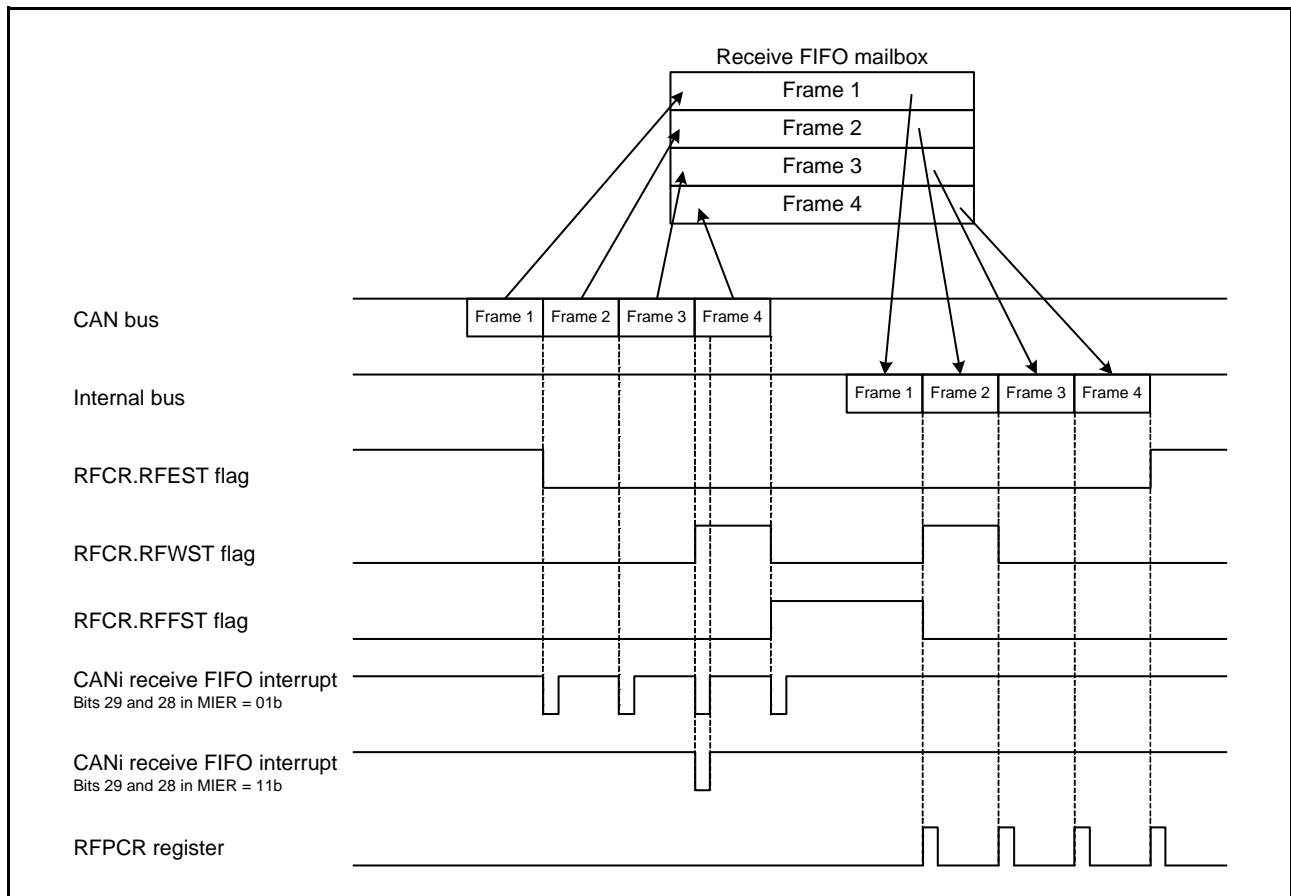 Receive FIFO mailbox
Frame 1
Frame 2
Frame 3
Frame 4
CAN bus
Frame 1 Frame 2 Frame 3 Frame 4
Internal bus
Frame 1 Frame 2 Frame 3 Frame 4
RFCR.RFEST flag
RFCR.RFWST flag
RFCR.RFFST flag
CANi receive FIFO interrupt
Bits 29 and 28 in MIER = 01b
CANi receive FIFO interrupt
Bits 29 and 28 in MIER = 11b
RFPCR register